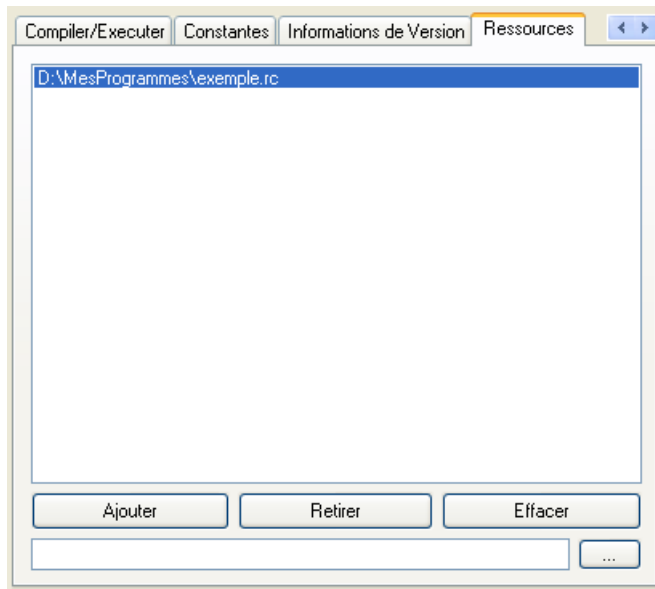 Compiler/Executer Constantes Informations de Version Ressources
D:\MesProgrammes\exemple.rc
Ajouter Retirer Effacer
...